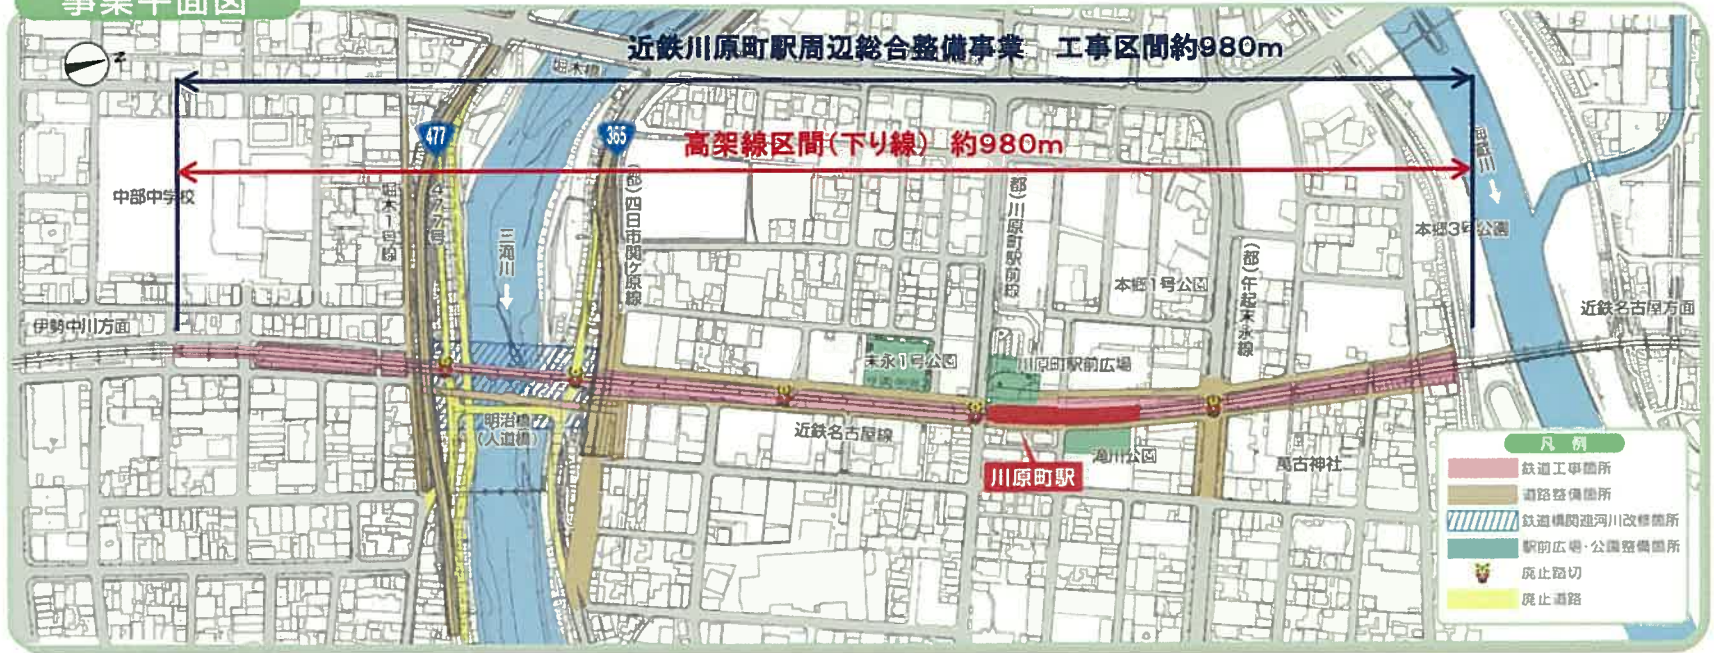 事業平面図
近鉄川原町駅周辺総合整備事業 工事区間約980m
高架線区間(下り線) 約980m
z
477
365
堀木橋
中部中学校
堀木1号線
477号
三滝川
(都)四日市関ケ原線
(都)川原町駅前線
本郷1号公園
(都)午起末永線
海蔵川
本郷3号公園
伊勢中川方面
近鉄名古屋方面
末永1号公園
川原町駅前広場
明治橋
(人道橋)
近鉄名古屋線
川原町駅
滝川公園
萬古神社
凡例
鉄道工事箇所
道路整備箇所
鉄道橋関連河川改修箇所
駅前広場・公園整備箇所
廃止踏切
廃止道路